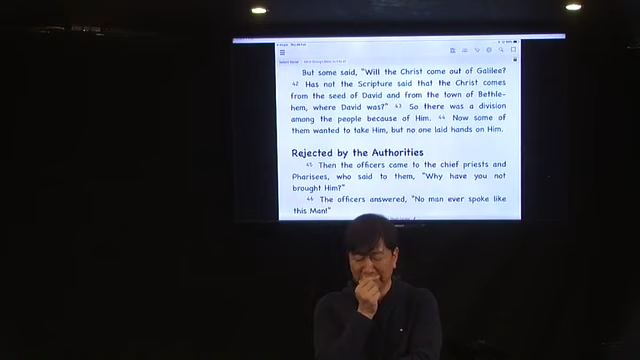 But some said, "Will the Christ come out of Galilee?
42 Has not the Scripture said that the Christ comes
from the seed of David and from the town of Bethle-
hem, where David was?" 43 So there was a division
among the people because of Him. 44 Now some of
them wanted to take Him, but no one laid hands on Him.
Rejected by the Authorities
45 Then the officers came to the chief priests and
Pharisees, who said to them, "Why have you not
brought Him?"
46 The officers answered, "No man ever spoke like
this Man!"